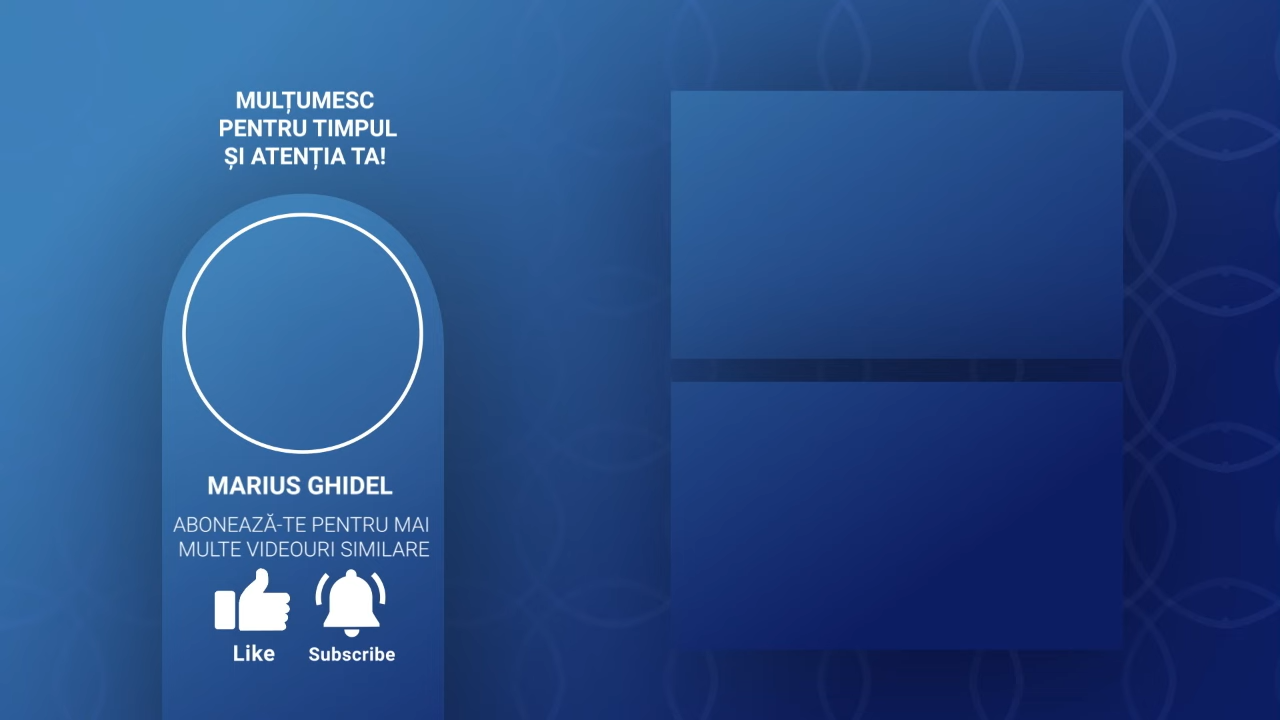 MULȚUMESC
PENTRU TIMPUL
ȘI ATENȚIA TA!
MARIUS GHIDEL
ABONEAZĂ-TE PENTRU MAI
MULTE VIDEOURI SIMILARE
Like
Subscribe